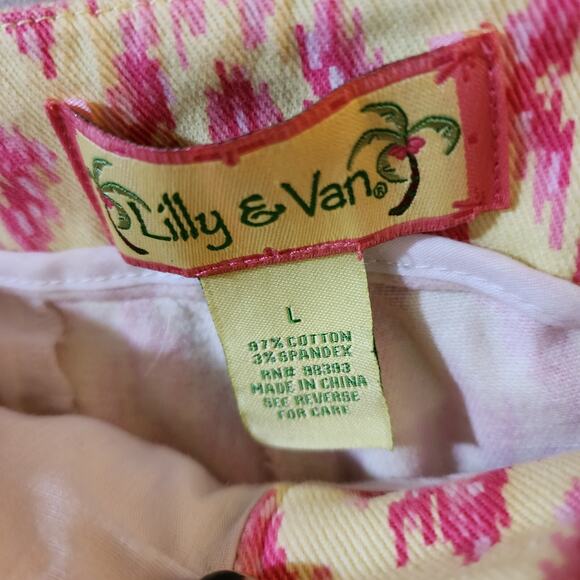 Lilly & Van®
L
97% COTTON
3% SPANDEX
RN# 98393
MADE IN CHINA
SEE REVERSE
FOR CARE